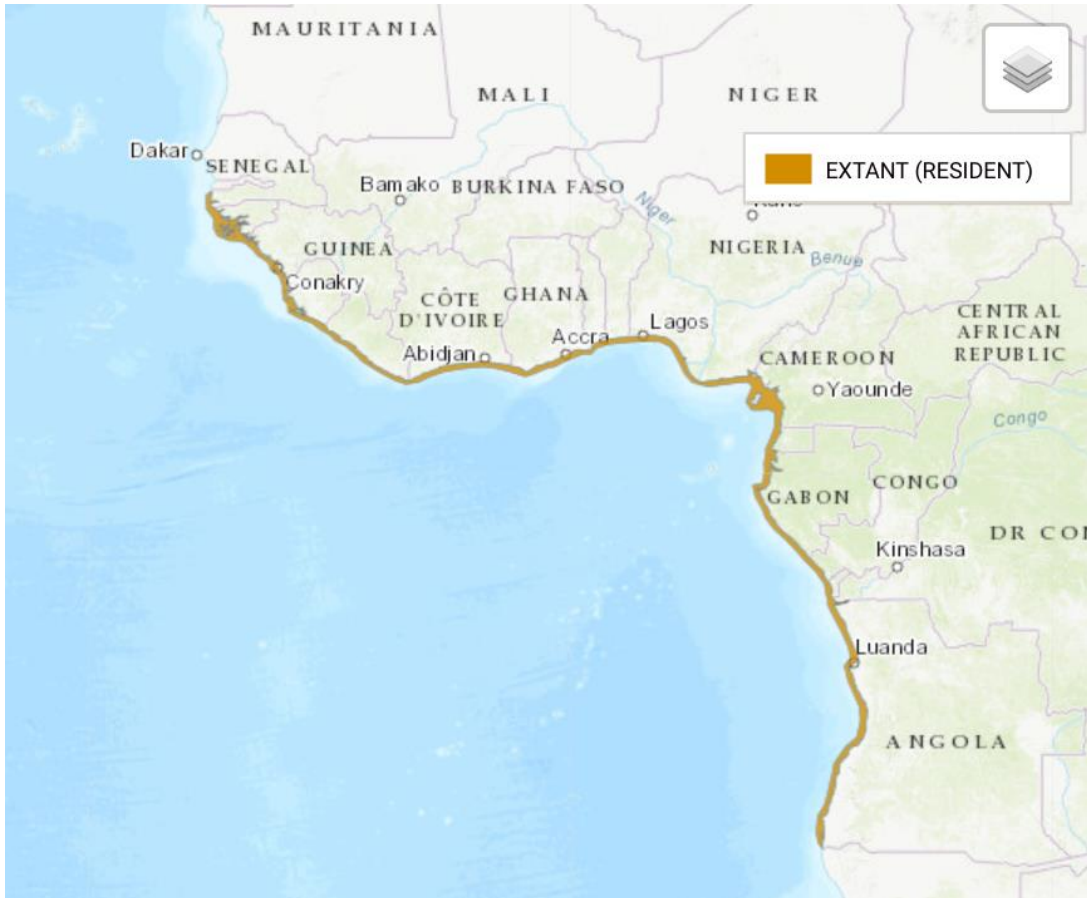 MAURITANIA
MALI
NIGER
EXTANT (RESIDENT)
Dakar
SENEGAL
Bamako
BURKINA FASO
Niger
NIGERIA
Benue
GUINEA
Conakry
CÔTE
D'IVOIRE
GHANA
Lagos
Accra
Abidjan
CENTRAL
AFRICAN
REPUBLIC
CAMEROON
Yaounde
Congo
GABON
CONGO
DR CO
Kinshasa
Luanda
ANGOLA